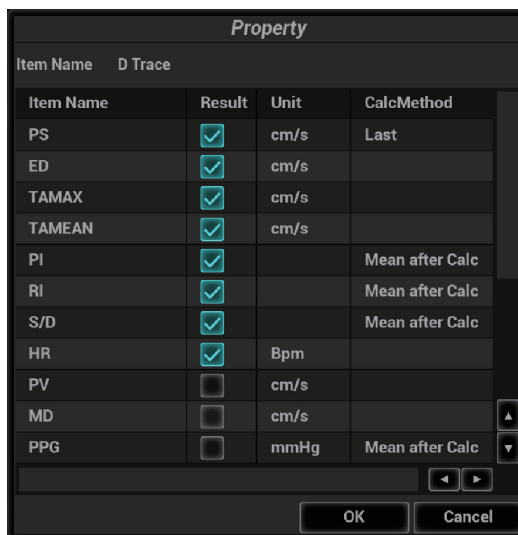 Property
Item Name D Trace
Item Name Result Unit CalcMethod
PS cm/s Last
ED cm/s
TAMAX cm/s
TAMEAN cm/s
PI Mean after Calc
RI Mean after Calc
S/D Mean after Calc
HR Bpm
PV cm/s
MD cm/s
PPG mmHg Mean after Calc
OK Cancel